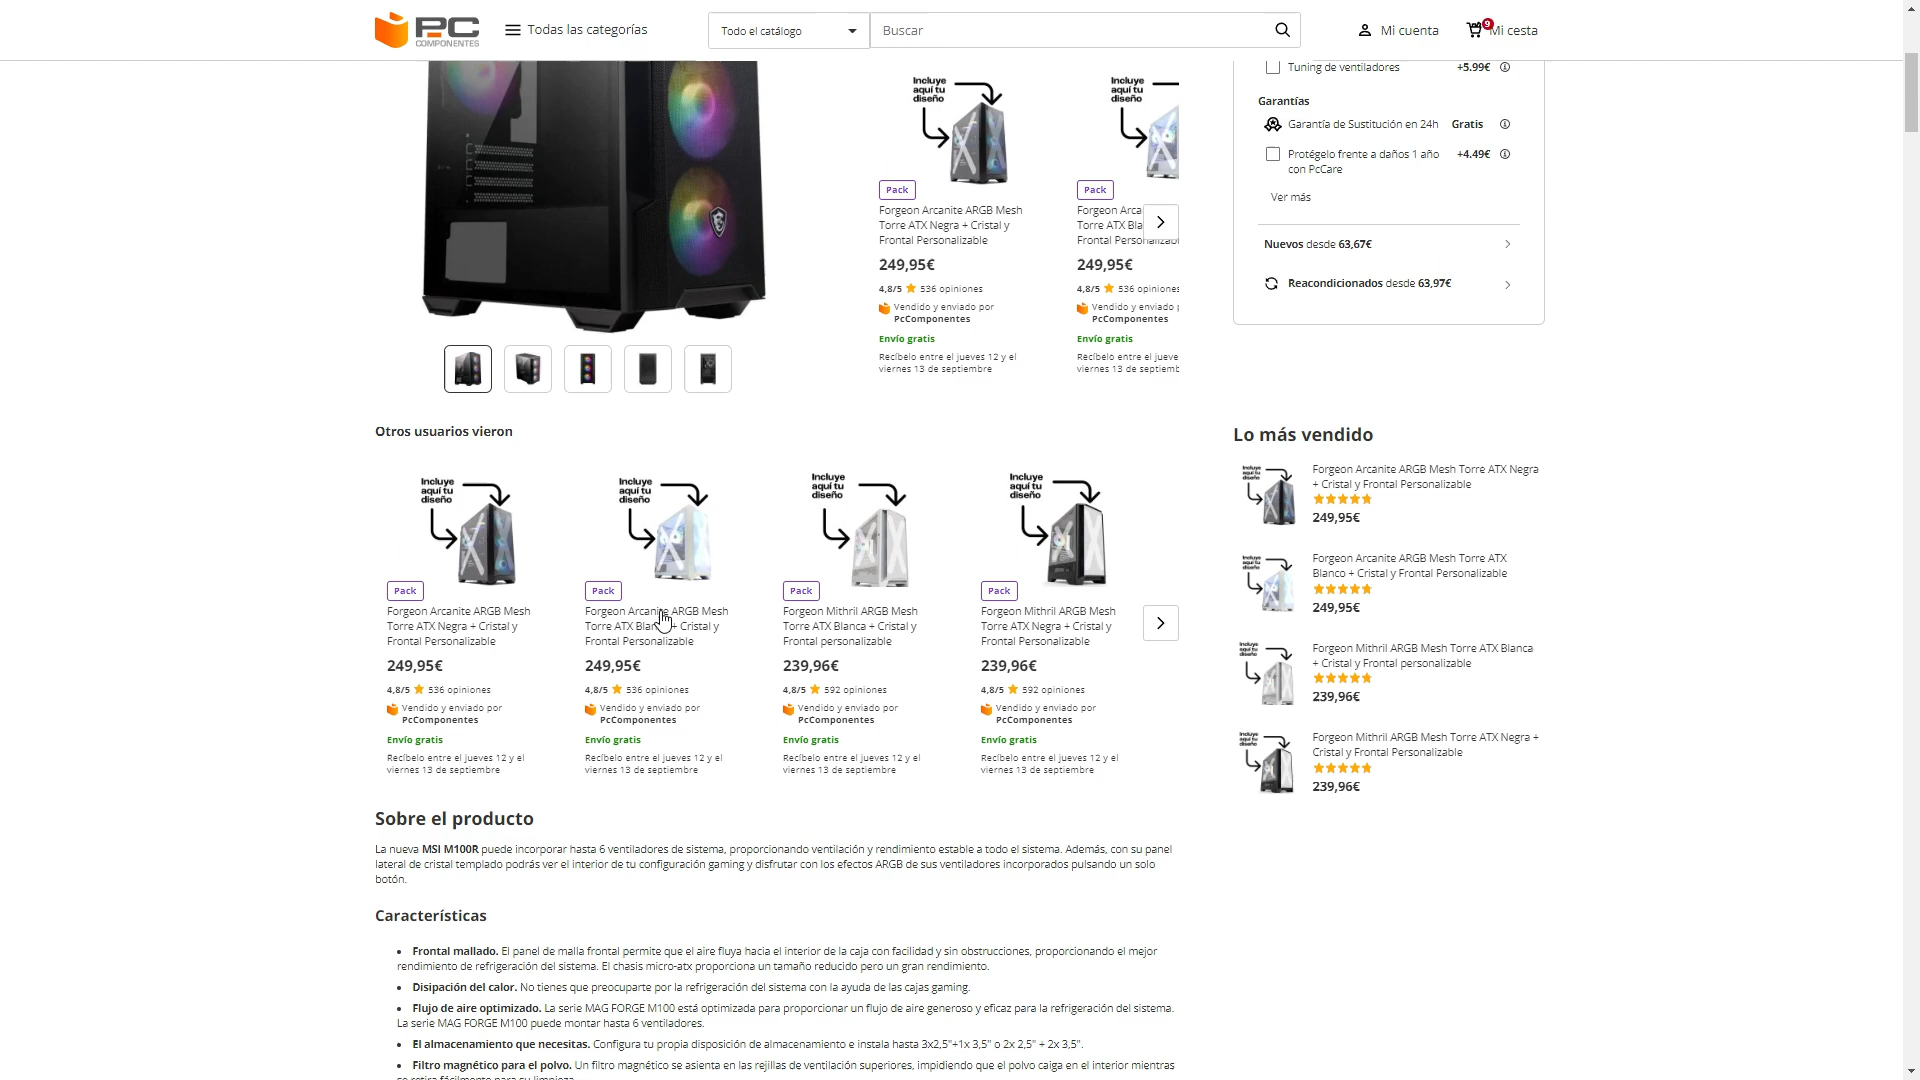 PC
COMPONENTES
Todas las categorías
Todo el catálogo
Buscar
Mi cuenta
9
Mi cesta
Incluye
aquí tu
diseño
Pack
Forgeon Arcanite ARGB Mesh
Torre ATX Negra + Cristal y
Frontal Personalizable
249,95€
4,8/5 536 opiniones
Vendido y enviado por
PcComponentes
Envío gratis
Recíbelo entre el jueves 12 y el
viernes 13 de septiembre
Incluye
aquí tu
diseño
Pack
Forgeon Arca
Torre ATX Bla
Frontal
249,95€
4,8/5 536 opiniones
Vendido y enviado
PcComponentes
Envío gratis
Recíbelo entre el jueve
viernes 13 de septiemb
Tuning de ventiladores +5.99€
Garantías
Garantía de Sustitución en 24h Gratis
Protégelo frente a daños 1 año +4.49€
con PcCare
Ver más
Nuevos desde 63,67€
Reacondicionados desde 63,97€
Otros usuarios vieron
Incluye
aquí tu
diseño
Pack
Forgeon Arcanite ARGB Mesh
Torre ATX Negra + Cristal y
Frontal Personalizable
249,95€
4,8/5 536 opiniones
Vendido y enviado por
PcComponentes
Envío gratis
Recíbelo entre el jueves 12 y el
viernes 13 de septiembre
Incluye
aquí tu
diseño
Pack
Forgeon Arcanite ARGB Mesh
Torre ATX Blanco + Cristal y
Frontal Personalizable
249,95€
4,8/5 536 opiniones
Vendido y enviado por
PcComponentes
Envío gratis
Recíbelo entre el jueves 12 y el
viernes 13 de septiembre
Incluye
aquí tu
diseño
Pack
Forgeon Mithril ARGB Mesh
Torre ATX Blanca + Cristal y
Frontal personalizable
239,96€
4,8/5 592 opiniones
Vendido y enviado por
PcComponentes
Envío gratis
Recíbelo entre el jueves 12 y el
viernes 13 de septiembre
Incluye
aquí tu
diseño
Pack
Forgeon Mithril ARGB Mesh
Torre ATX Negra + Cristal y
Frontal Personalizable
239,96€
4,8/5 592 opiniones
Vendido y enviado por
PcComponentes
Envío gratis
Recíbelo entre el jueves 12 y el
viernes 13 de septiembre
Lo más vendido
Incluye
aquí tu
diseño
Forgeon Arcanite ARGB Mesh Torre ATX Negra
+ Cristal y Frontal Personalizable
249,95€
Incluye
aquí tu
diseño
Forgeon Arcanite ARGB Mesh Torre ATX
Blanco + Cristal y Frontal Personalizable
249,95€
Incluye
aquí tu
diseño
Forgeon Mithril ARGB Mesh Torre ATX Blanca
+ Cristal y Frontal personalizable
239,96€
Incluye
aquí tu
diseño
Forgeon Mithril ARGB Mesh Torre ATX Negra +
Cristal y Frontal Personalizable
239,96€
Sobre el producto
La nueva MSI M100R puede incorporar hasta 6 ventiladores de sistema, proporcionando ventilación y rendimiento estable a todo el sistema. Además, con su panel
lateral de cristal templado podrás ver el interior de tu configuración gaming y disfrutar con los efectos ARGB de sus ventiladores incorporados pulsando un solo
botón.
Características
• Frontal mallado. El panel de malla frontal permite que el aire fluya hacia el interior de la caja con facilidad y sin obstrucciones, proporcionando el mejor
rendimiento de refrigeración del sistema. El chasis micro-atx proporciona un tamaño reducido pero un gran rendimiento.
• Disipación del calor. No tienes que preocuparte por la refrigeración del sistema con la ayuda de las cajas gaming.
• Flujo de aire optimizado. La serie MAG FORGE M100 está optimizada para proporcionar un flujo de aire generoso y eficaz para la refrigeración del sistema.
La serie MAG FORGE M100 puede montar hasta 6 ventiladores.
• El almacenamiento que necesitas. Configura tu propia disposición de almacenamiento e instala hasta 3x2,5"+1x 3,5" o 2x 2,5" + 2x 3,5".
• Filtro magnético para el polvo. Un filtro magnético se asienta en las rejillas de ventilación superiores, impidiendo que el polvo caiga en el interior mientras
se retira fácilmente para su limpieza.